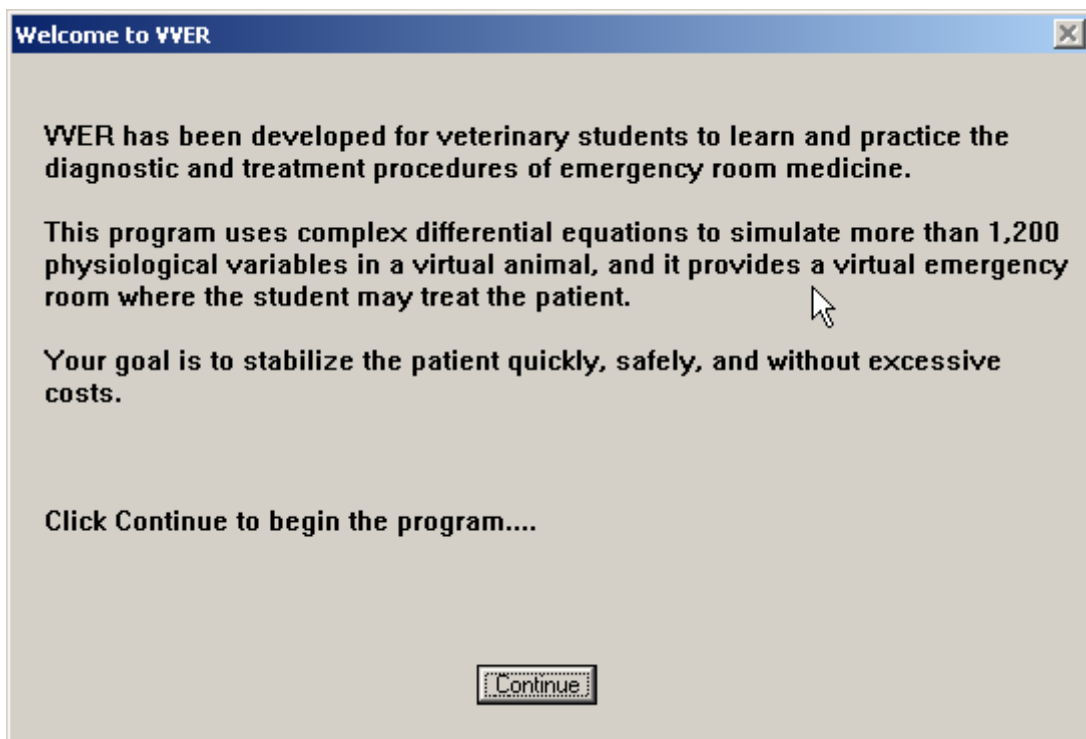 Welcome to VVER
VVER has been developed for veterinary students to learn and practice the
diagnostic and treatment procedures of emergency room medicine.
This program uses complex differential equations to simulate more than 1,200
physiological variables in a virtual animal, and it provides a virtual emergency
room where the student may treat the patient.
Your goal is to stabilize the patient quickly, safely, and without excessive
costs.
Click Continue to begin the program....
Continue